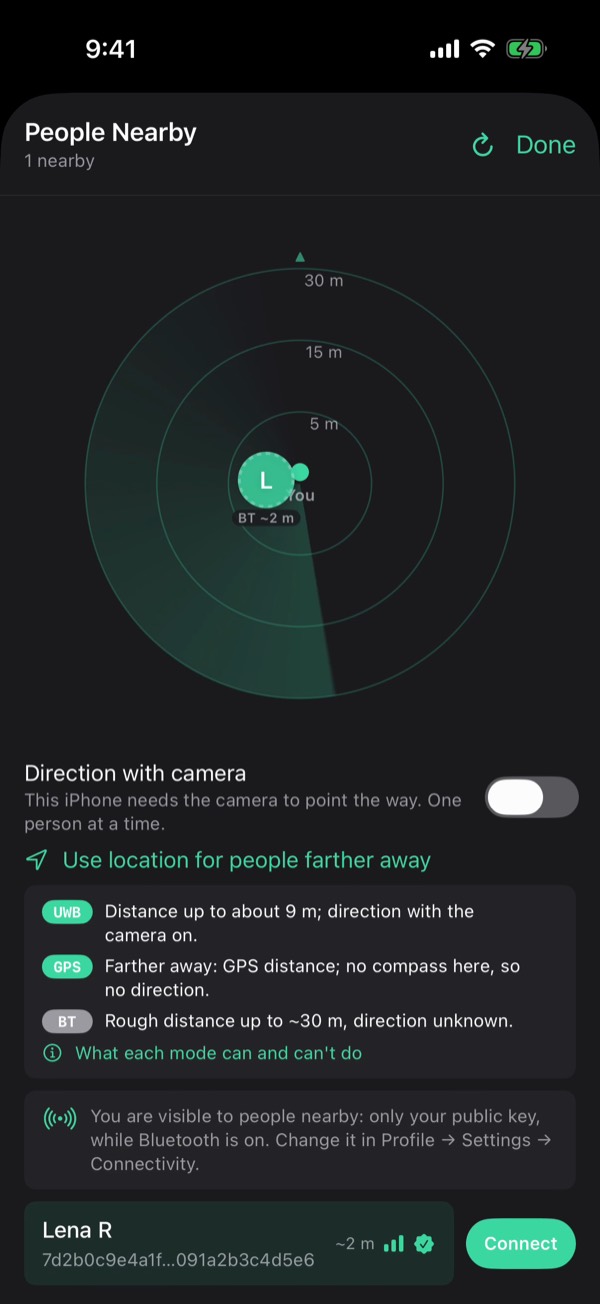 9:41
People Nearby
1 nearby
Done
30 m
15 m
5 m
L
You
BT ~2 m
Direction with camera
This iPhone needs the camera to point the way. One
person at a time.
Use location for people farther away
UWB Distance up to about 9 m; direction with the
camera on.
GPS Farther away: GPS distance; no compass here, so
no direction.
BT Rough distance up to ~30 m, direction unknown.
What each mode can and can't do
You are visible to people nearby: only your public key,
while Bluetooth is on. Change it in Profile → Settings →
Connectivity.
Lena R
~2 m
Connect
7d2b0c9e4a1f...091a2b3c4d5e6